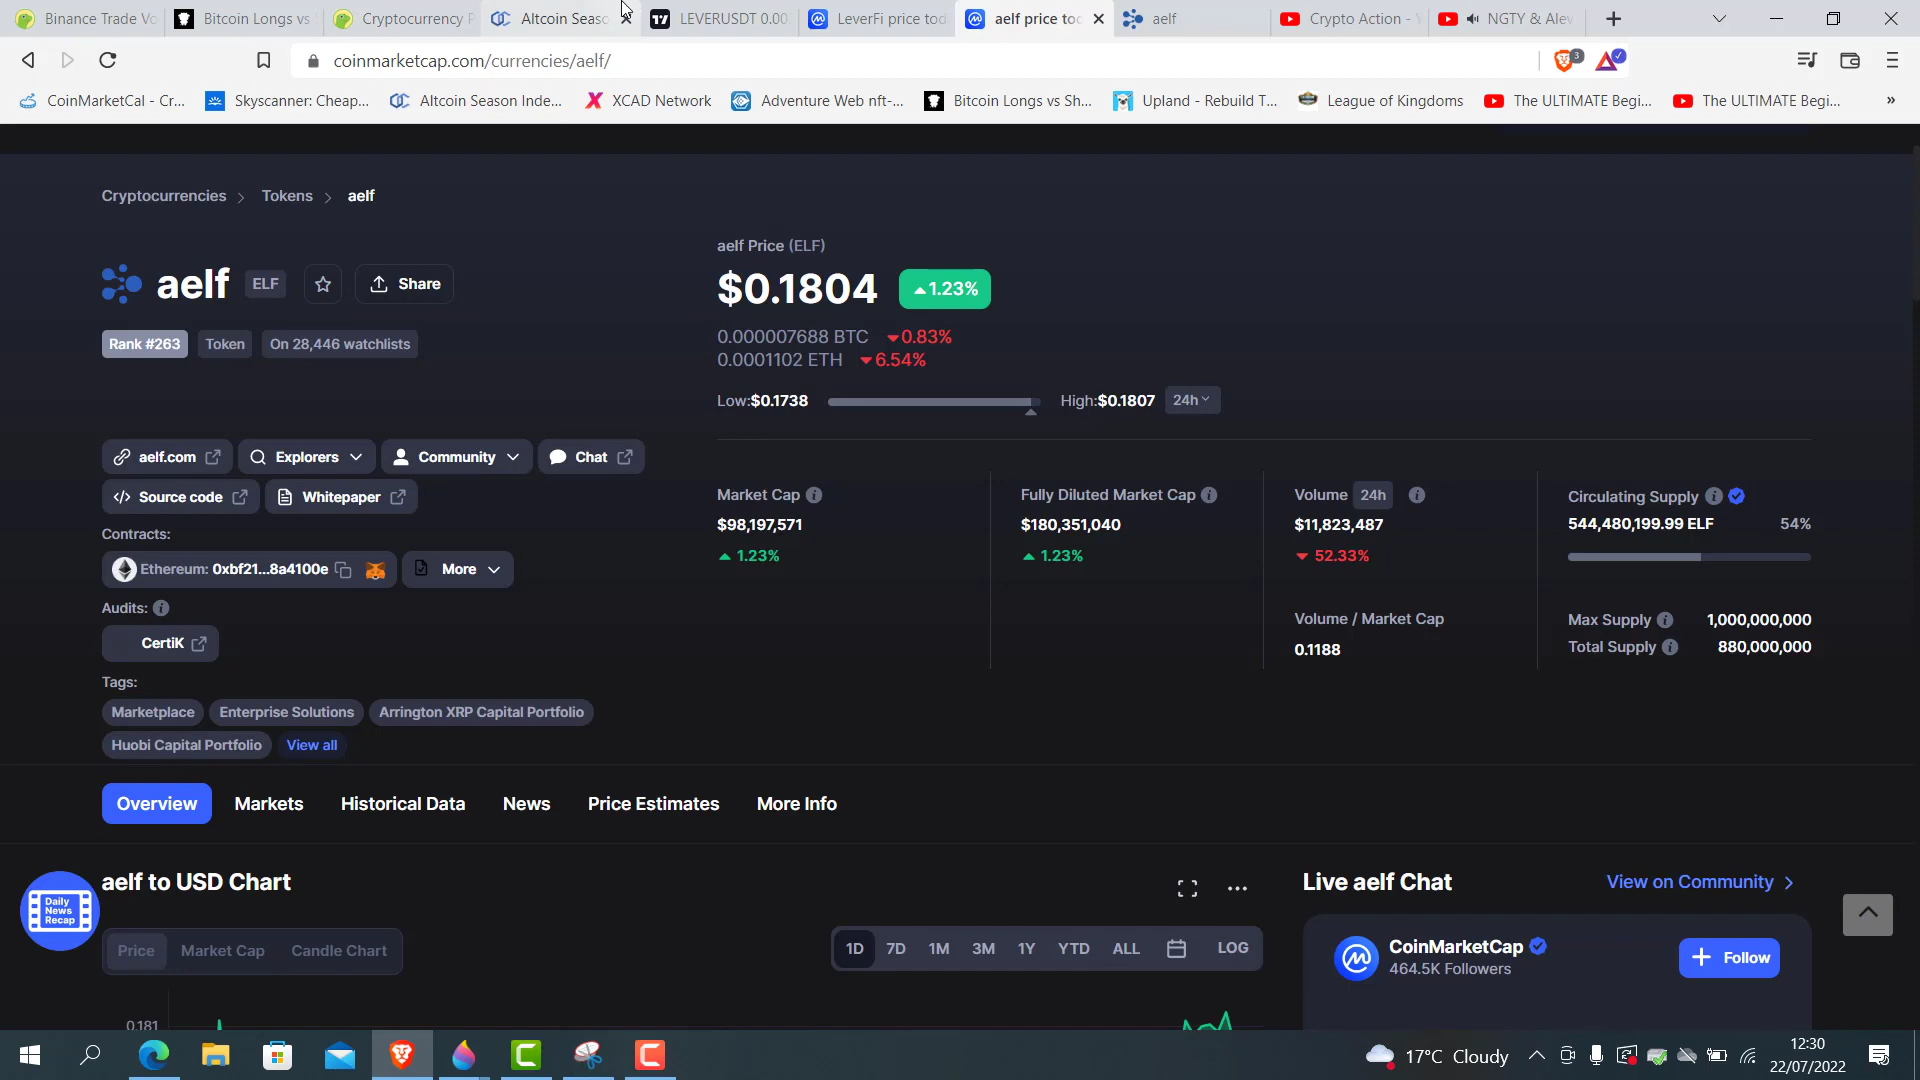 Binance Trade Vo
Bitcoin Longs vs
Cryptocurrency F
Altcoin Seaso
LEVERUSDT 0.00
LeverFi price tod
aelf price too
aelf
Crypto Action -
NGTY & Alev
coinmarketcap.com/currencies/aelf/
3
CoinMarketCal - Cr...
Skyscanner: Cheap...
Altcoin Season Inde...
XCAD Network
Adventure Web nft-...
Bitcoin Longs vs Sh...
Upland - Rebuild T...
League of Kingdoms
The ULTIMATE Begi...
The ULTIMATE Begi...
»
Cryptocurrencies > Tokens > aelf
aelf ELF Share
Rank #263 Token On 28,446 watchlists
aelf Price (ELF)
$0.1804 1.23%
0.000007688 BTC 0.83%
0.0001102 ETH 6.54%
Low:$0.1738 High:$0.1807 24h
aelf.com Explorers Community Chat
Source code Whitepaper
Contracts:
Ethereum: 0xbf21...8a4100e More
Audits:
CertiK
Tags:
Marketplace Enterprise Solutions Arrington XRP Capital Portfolio
Huobi Capital Portfolio View all
Market Cap
$98,197,571
1.23%
Fully Diluted Market Cap
$180,351,040
1.23%
Volume 24h
$11,823,487
52.33%
Volume / Market Cap
0.1188
Circulating Supply
544,480,199.99 ELF 54%
Max Supply 1,000,000,000
Total Supply 880,000,000
Overview Markets Historical Data News Price Estimates More Info
aelf to USD Chart
Daily
News
Recap
Price Market Cap Candle Chart
1D 7D 1M 3M 1Y YTD ALL LOG
0.181
Live aelf Chat View on Community >
CoinMarketCap
464.5K Followers
+ Follow
17°C Cloudy
12:30
22/07/2022